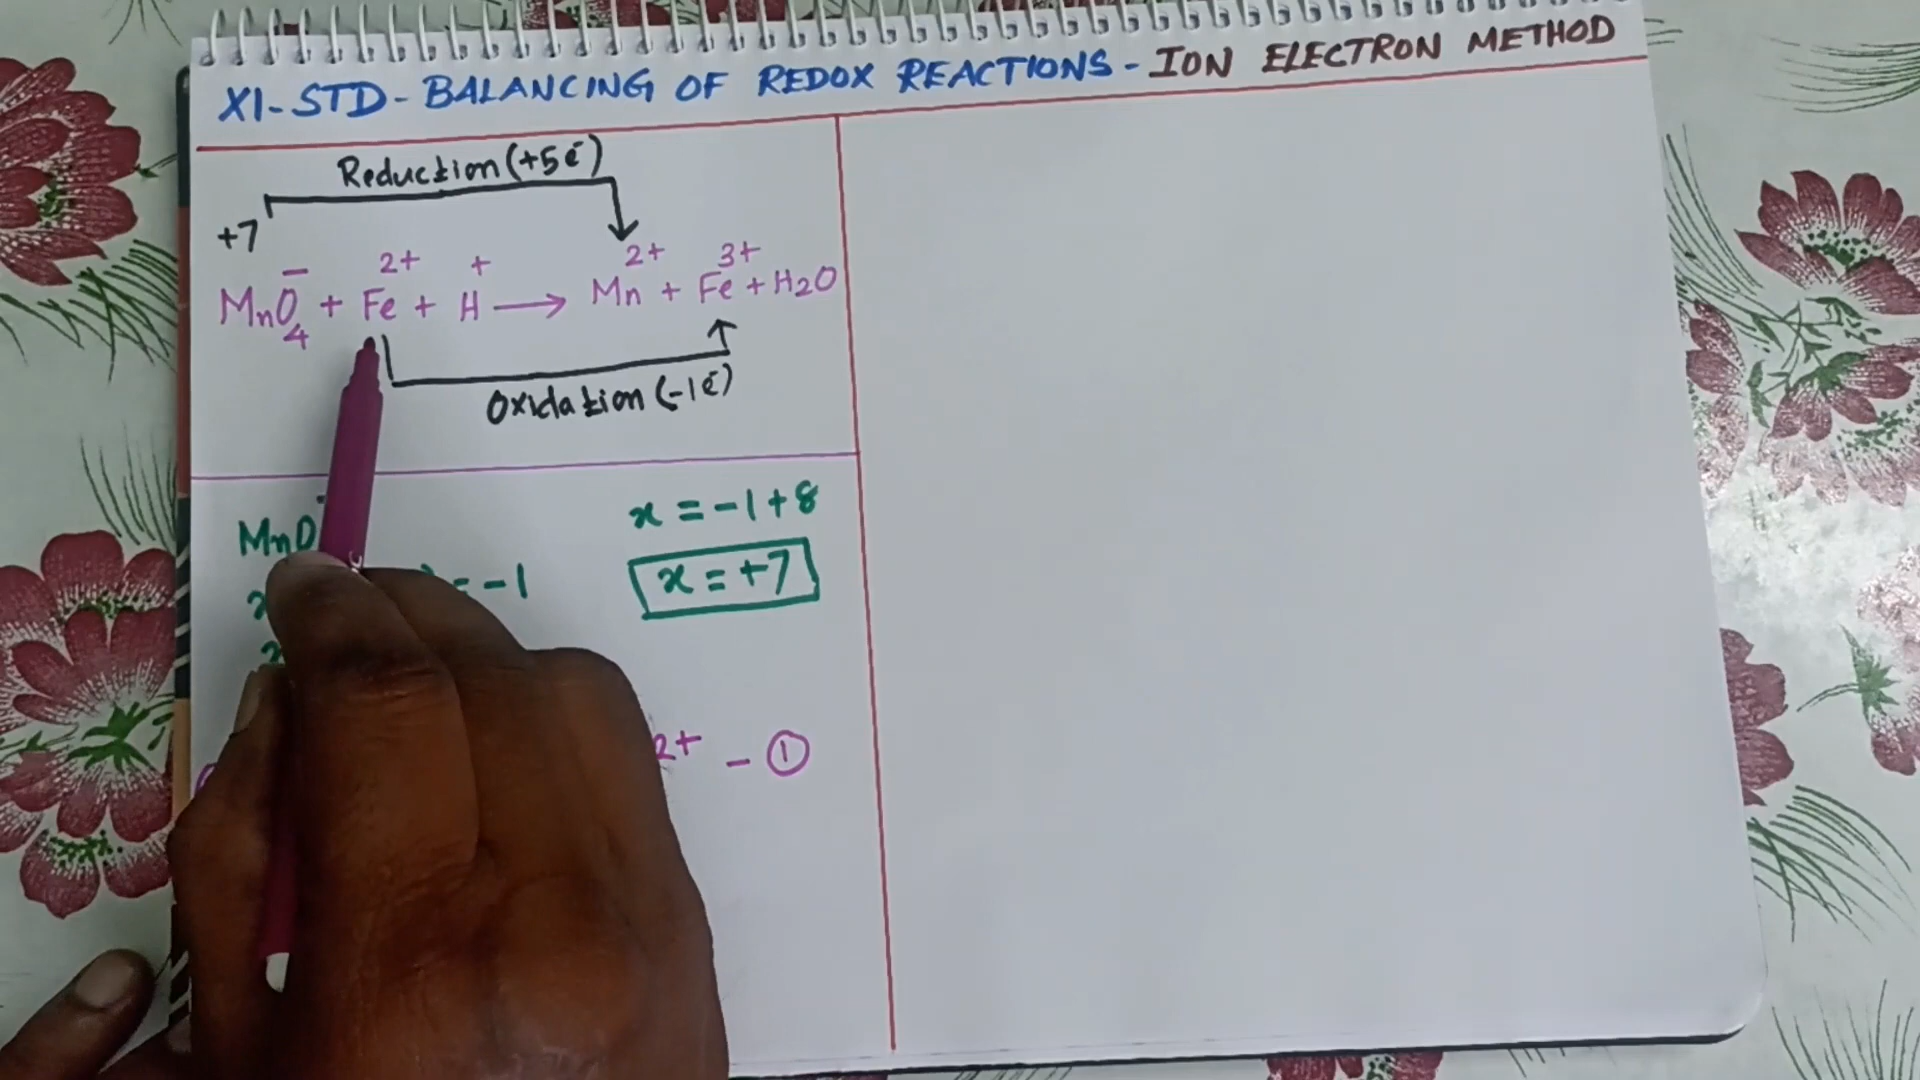 XI-STD-BALANCING OF REDOX REACTIONS - ION ELECTRON METHOD
Reduction (+5e⁻)
+7
MnO₄⁻ + Fe²⁺ + H⁺ ⟶ Mn²⁺ + Fe³⁺ + H2O
Oxidation (-1e⁻)
MnO
= -1
x = -1+8
x = +7
2+ - ①